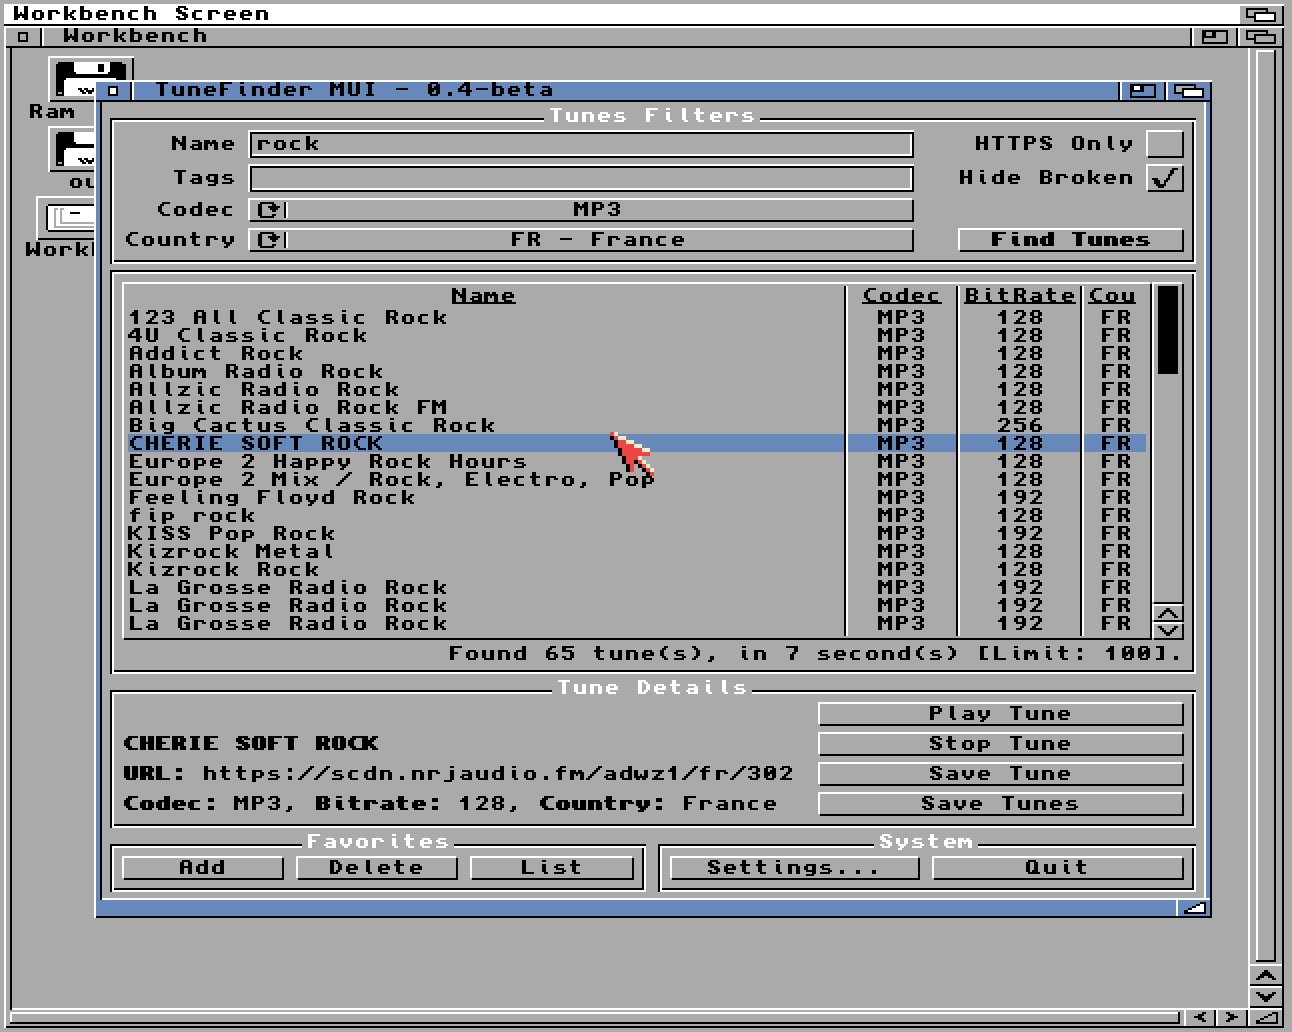 Workbench Screen
Workbench
TuneFinder MUI - 0.4-beta
Ram
Tunes Filters
Name rock HTTPS Only
Tags Hide Broken
Codec MP3
Country FR - France Find Tunes
Name Codec BitRate Cou
123 All Classic Rock MP3 128 FR
4U Classic Rock MP3 128 FR
Addict Rock MP3 128 FR
Album Radio Rock MP3 128 FR
Allzic Radio Rock MP3 128 FR
Allzic Radio Rock FM MP3 128 FR
Big Cactus Classic Rock MP3 256 FR
CHERIE SOFT ROCK MP3 128 FR
Europe 2 Happy Rock Hours MP3 128 FR
Europe 2 Mix / Rock, Electro, Pop MP3 128 FR
Feeling Floyd Rock MP3 192 FR
fip rock MP3 128 FR
KISS Pop Rock MP3 192 FR
Kizrock Metal MP3 128 FR
Kizrock Rock MP3 128 FR
La Grosse Radio Rock MP3 192 FR
La Grosse Radio Rock MP3 192 FR
La Grosse Radio Rock MP3 192 FR
Found 65 tune(s), in 7 second(s) [Limit: 100].
Tune Details
Play Tune
CHERIE SOFT ROCK Stop Tune
URL: https://scdn.nrjaudio.fm/adwz1/fr/302 Save Tune
Codec: MP3, Bitrate: 128, Country: France Save Tunes
Favorites System
Add Delete List Settings... Quit